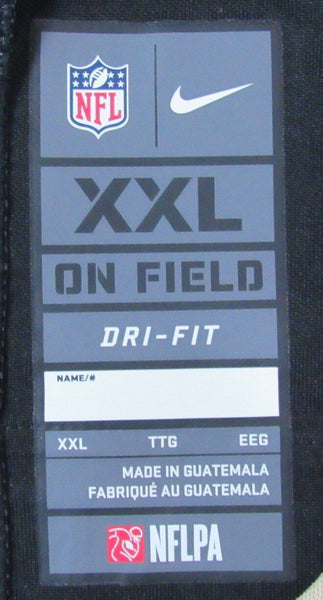 NFL
XXL
ON FIELD
DRI-FIT
NAME/#
XXL TTG EEG
MADE IN GUATEMALA
FABRIQUÉ AU GUATEMALA
NFLPA